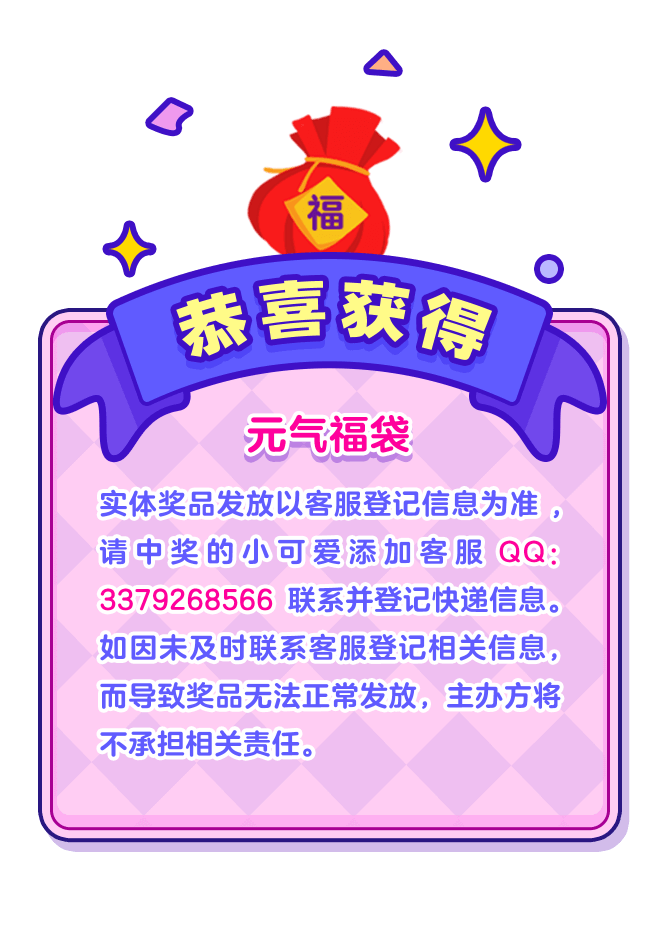 福
恭喜获得
元气福袋
实体奖品发放以客服登记信息为准，
请中奖的小可爱添加客服 QQ：
3379268566 联系并登记快递信息。
如因未及时联系客服登记相关信息，
而导致奖品无法正常发放，主办方将
不承担相关责任。